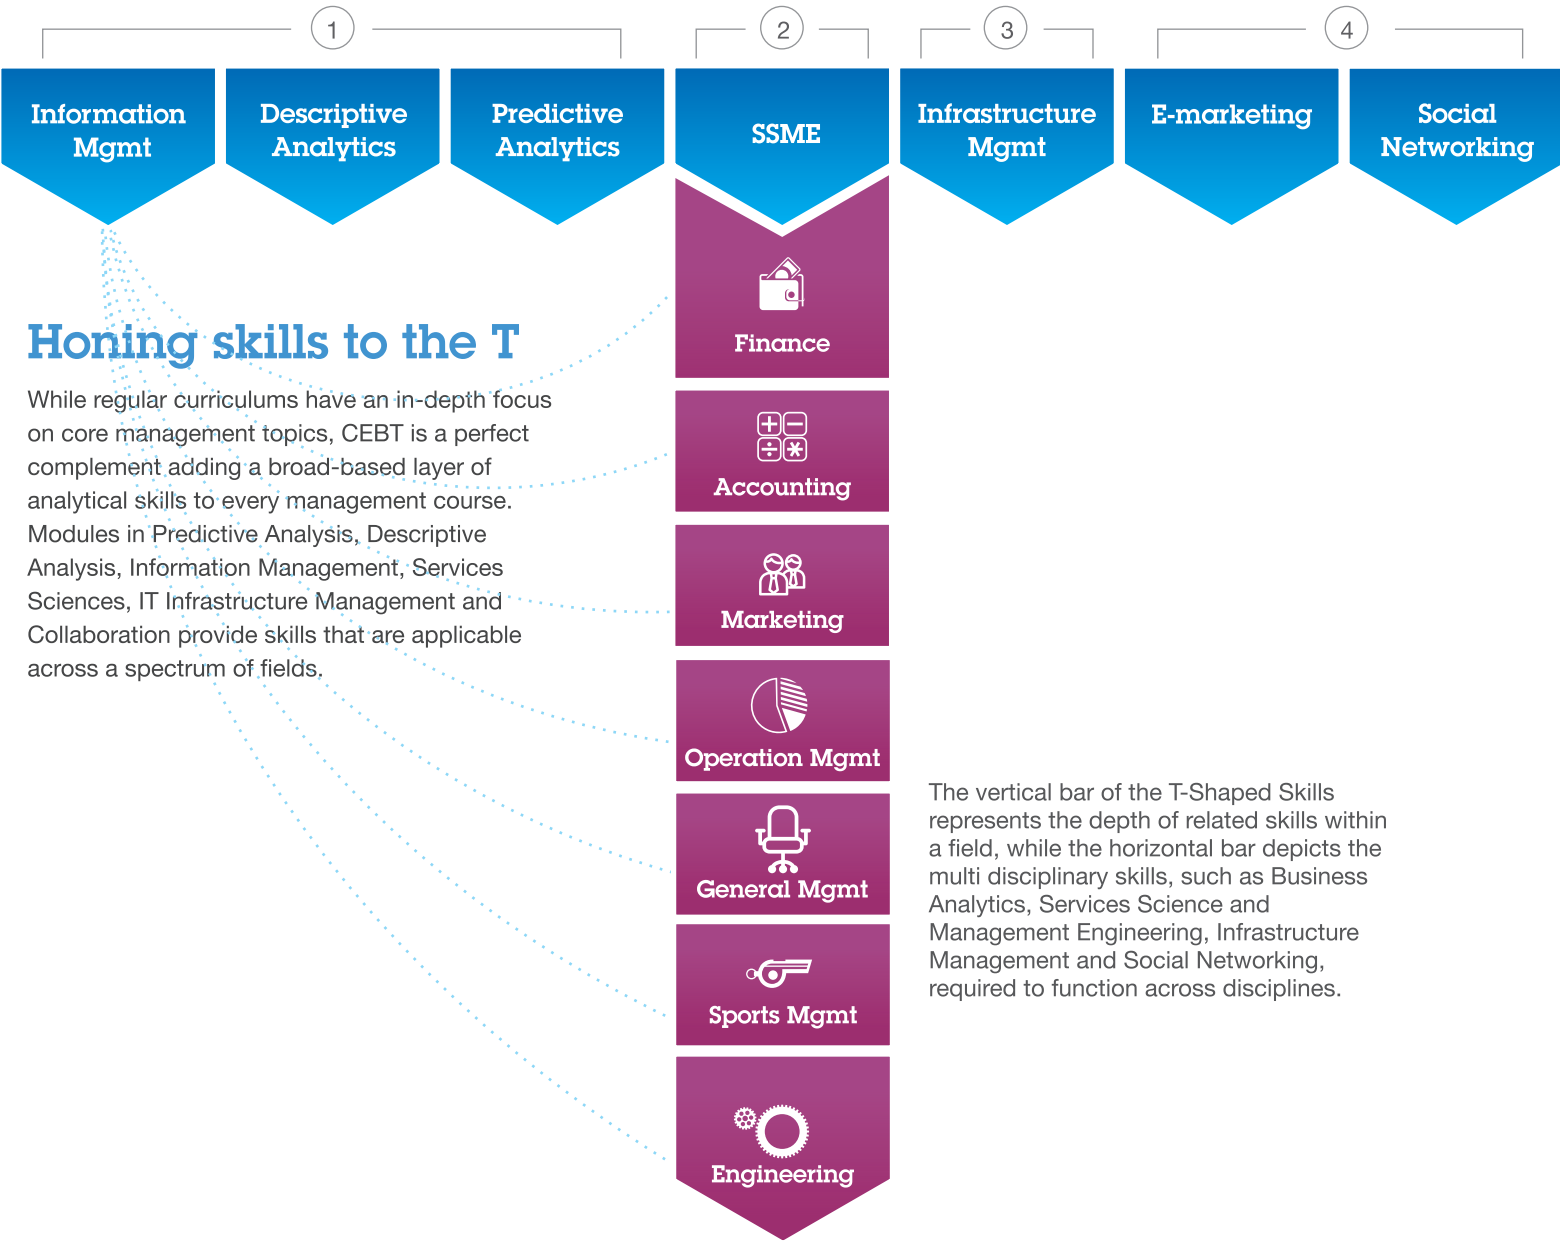 1
2
3
4
Information
Mgmt
Descriptive
Analytics
Predictive
Analytics
SSME
Infrastructure
Mgmt
E-marketing
Social
Networking
Honing skills to the T
While regular curriculums have an in-depth focus
on core management topics, CEBT is a perfect
complement adding a broad-based layer of
analytical skills to every management course.
Modules in Predictive Analysis, Descriptive
Analysis, Information Management, Services
Sciences, IT Infrastructure Management and
Collaboration provide skills that are applicable
across a spectrum of fields.
Finance
Accounting
Marketing
Operation Mgmt
General Mgmt
Sports Mgmt
Engineering
The vertical bar of the T-Shaped Skills
represents the depth of related skills within
a field, while the horizontal bar depicts the
multi disciplinary skills, such as Business
Analytics, Services Science and
Management Engineering, Infrastructure
Management and Social Networking,
required to function across disciplines.